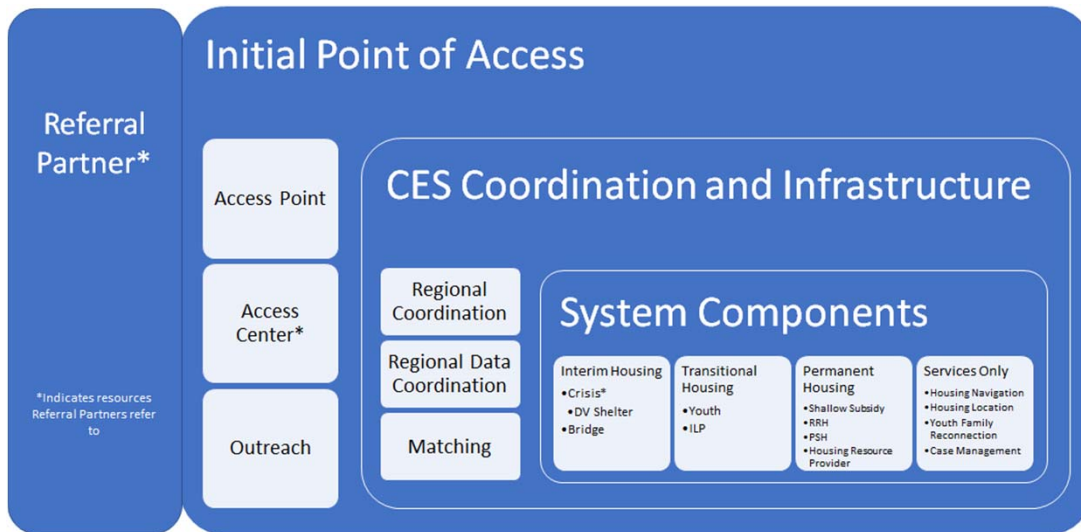 Referral
Partner*
*Indicates resources
Referral Partners refer
to
Initial Point of Access
Access Point
Access
Center*
Outreach
CES Coordination and Infrastructure
Regional
Coordination
Regional Data
Coordination
Matching
System Components
Interim Housing
•Crisis*
•DV Shelter
•Bridge
Transitional
Housing
•Youth
•ILP
Permanent
Housing
•Shallow Subsidy
•RRH
•PSH
•Housing Resource
Provider
Services Only
•Housing Navigation
•Housing Location
•Youth Family
Reconnection
•Case Management